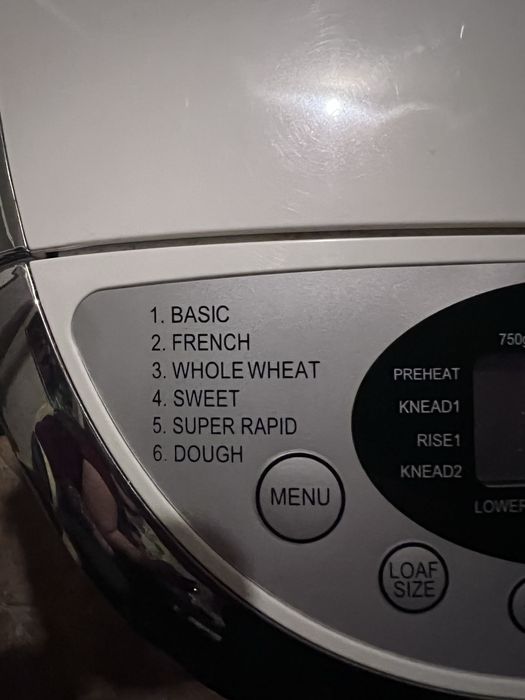 1. BASIC
2. FRENCH
3. WHOLE WHEAT
4. SWEET
5. SUPER RAPID
6. DOUGH
MENU
LOAF
SIZE
750g
PREHEAT
KNEAD1
RISE1
KNEAD2